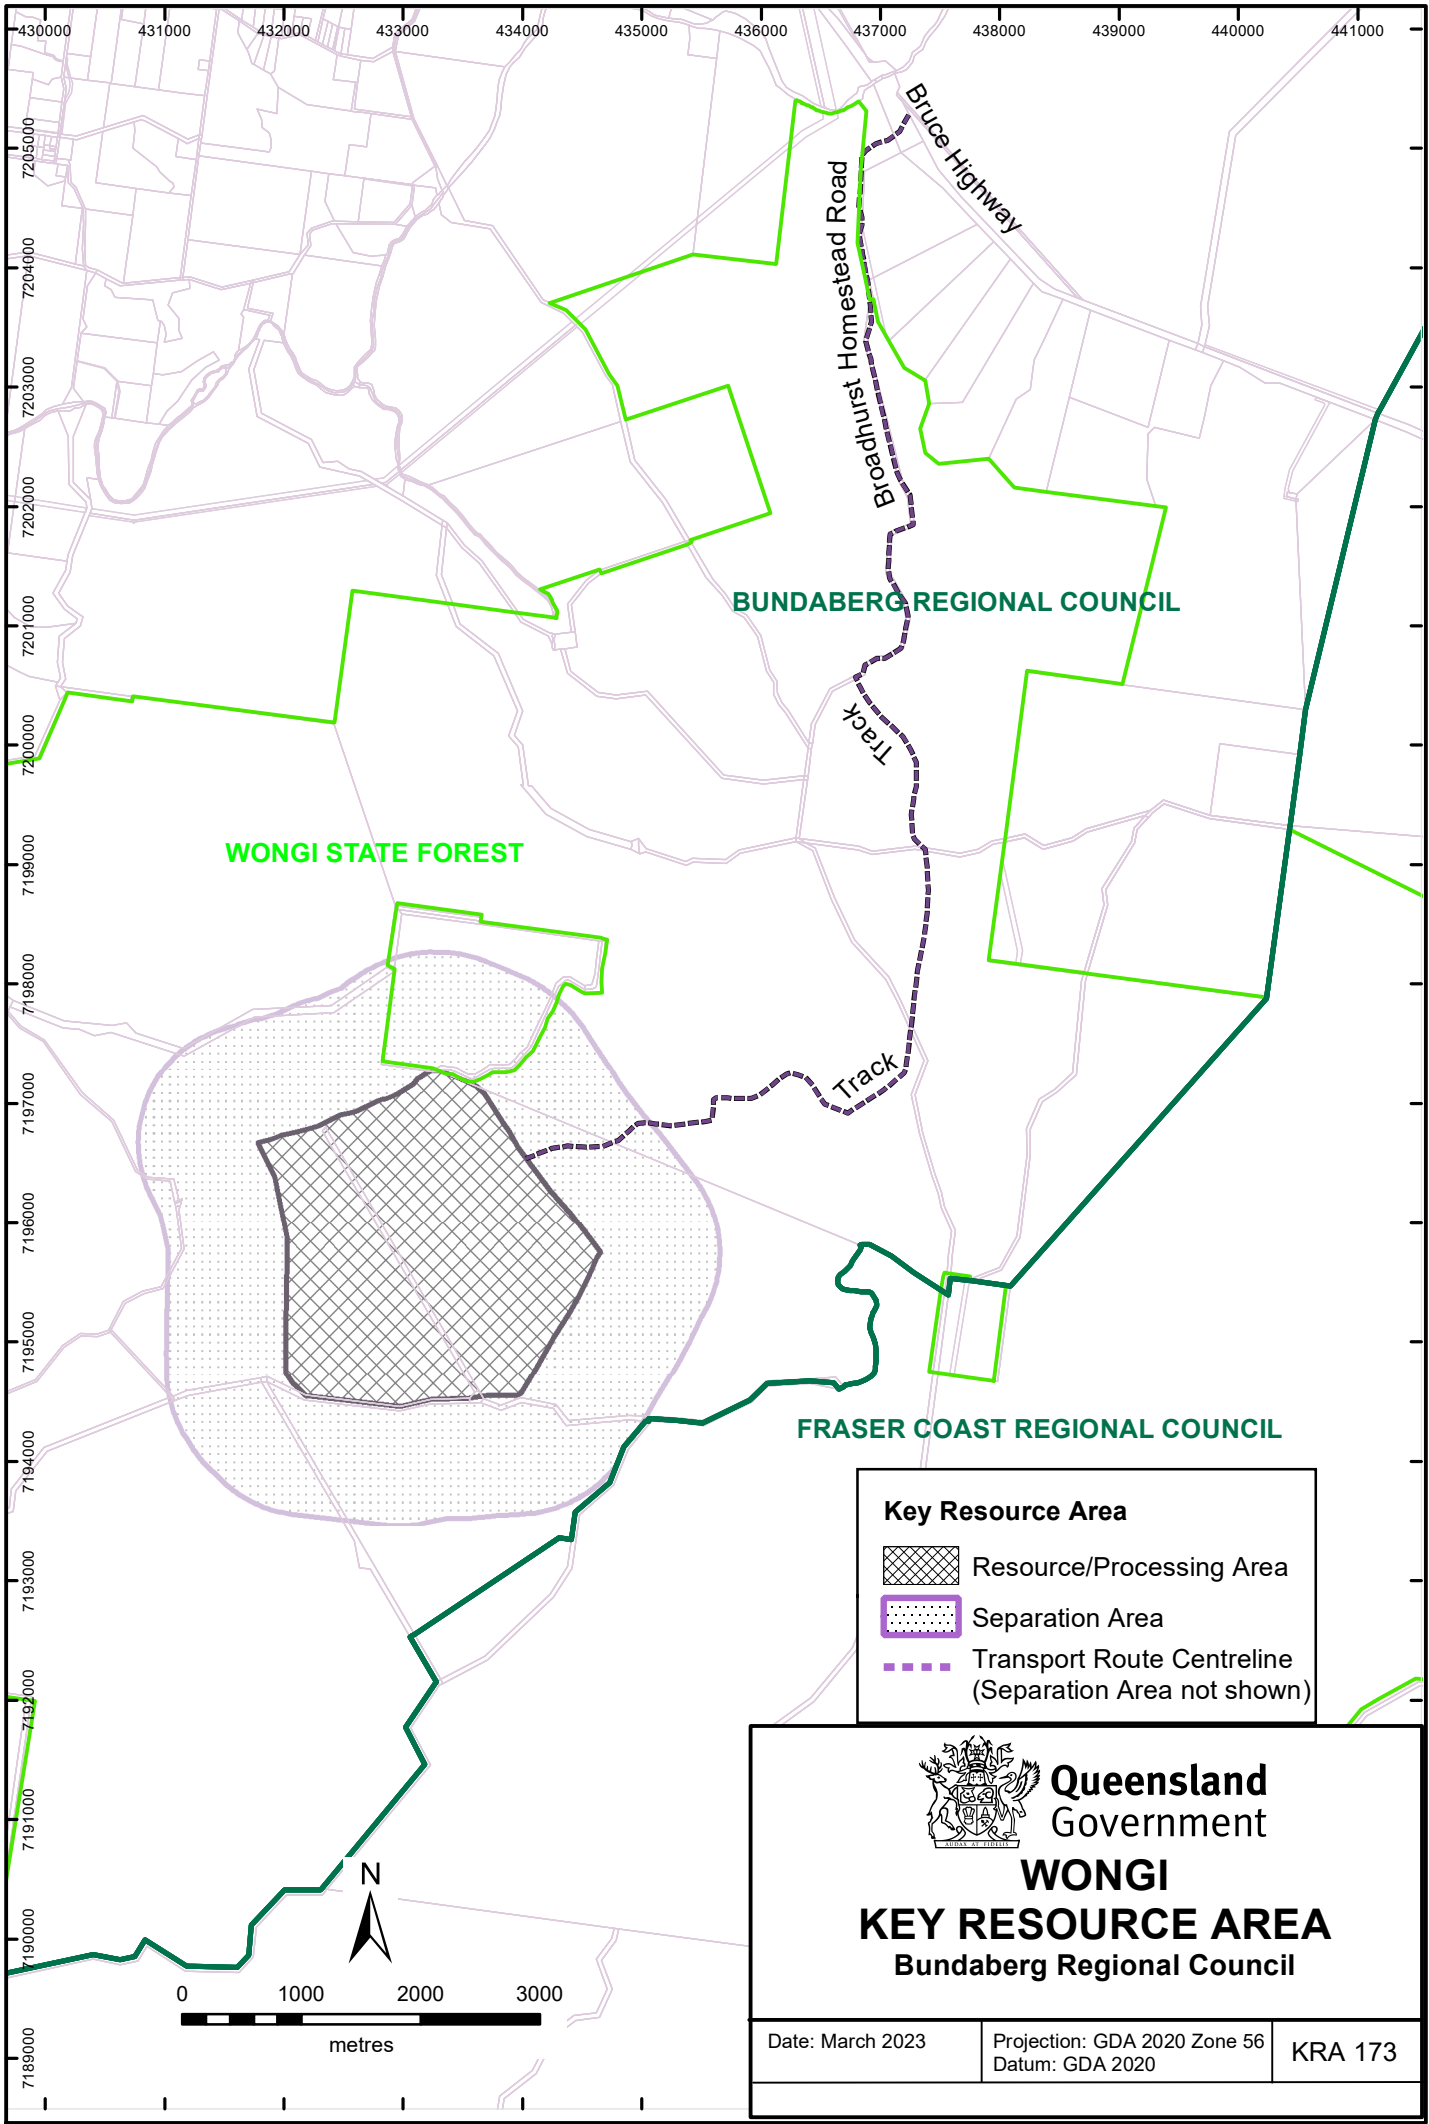 430000 431000 432000 433000 434000 435000 436000 437000 438000 439000 440000 441000
7205000
7204000
7203000
7202000
7201000
7200000
7199000
7198000
7197000
7196000
7195000
7194000
7193000
7192000
7191000
7190000
7189000
Bruce Highway
Broadhurst Homestead Road
BUNDABERG REGIONAL COUNCIL
Track
WONGI STATE FOREST
Track
FRASER COAST REGIONAL COUNCIL
Key Resource Area
Resource/Processing Area
Separation Area
Transport Route Centreline
(Separation Area not shown)
AUDAX AT FIDELIS
Queensland
Government
WONGI
KEY RESOURCE AREA
Bundaberg Regional Council
N
0 1000 2000 3000
metres
Date: March 2023
Projection: GDA 2020 Zone 56
Datum: GDA 2020
KRA 173